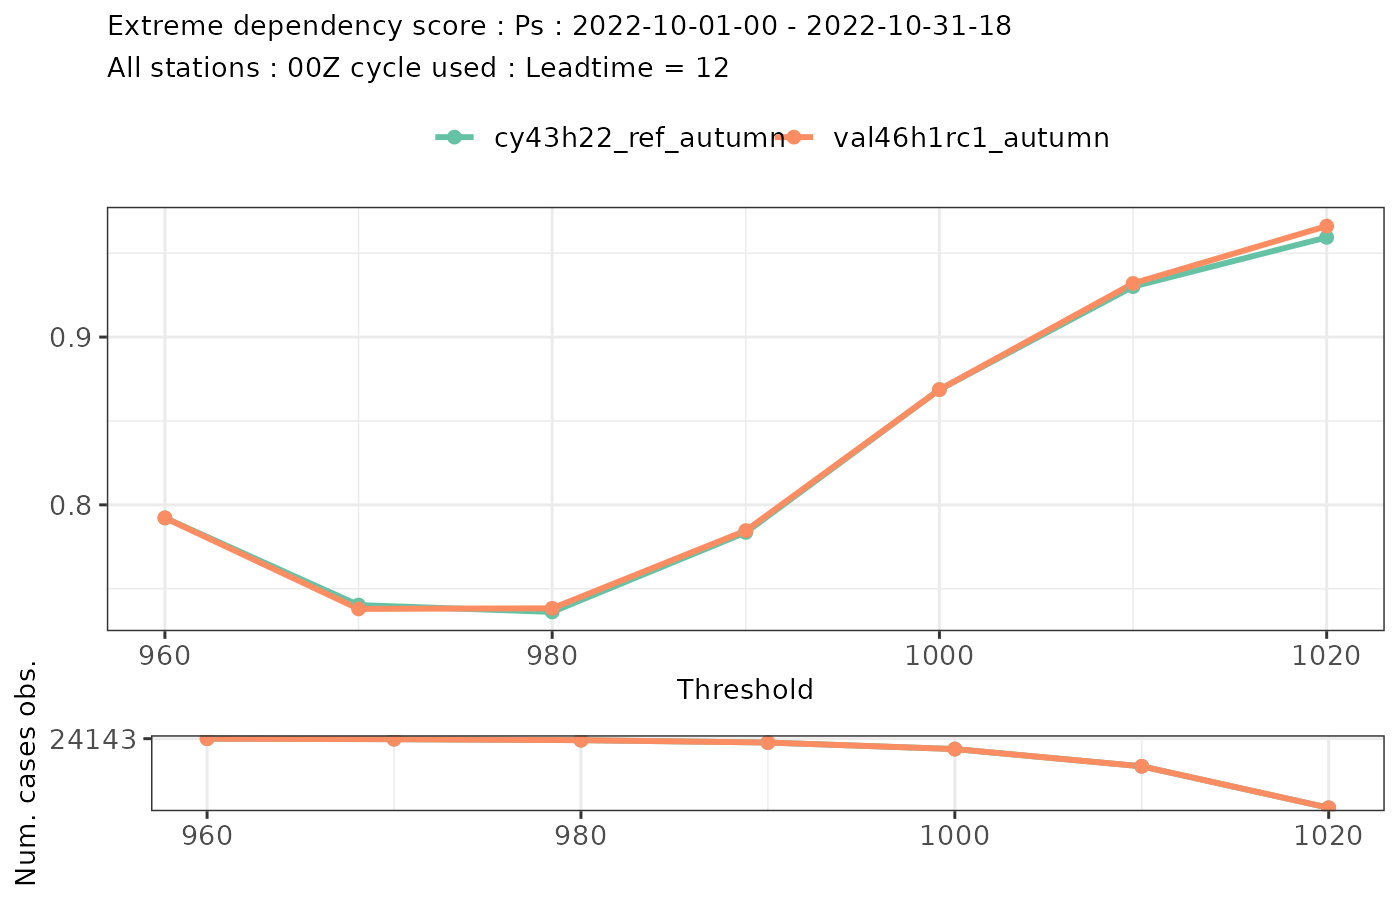 Extreme dependency score : Ps : 2022-10-01-00 - 2022-10-31-18
All stations : 00Z cycle used : Leadtime = 12
cy43h22_ref_autumn val46h1rc1_autumn
0.9
0.8
960 980 1000 1020
Threshold
Num. cases obs.
24143
960 980 1000 1020